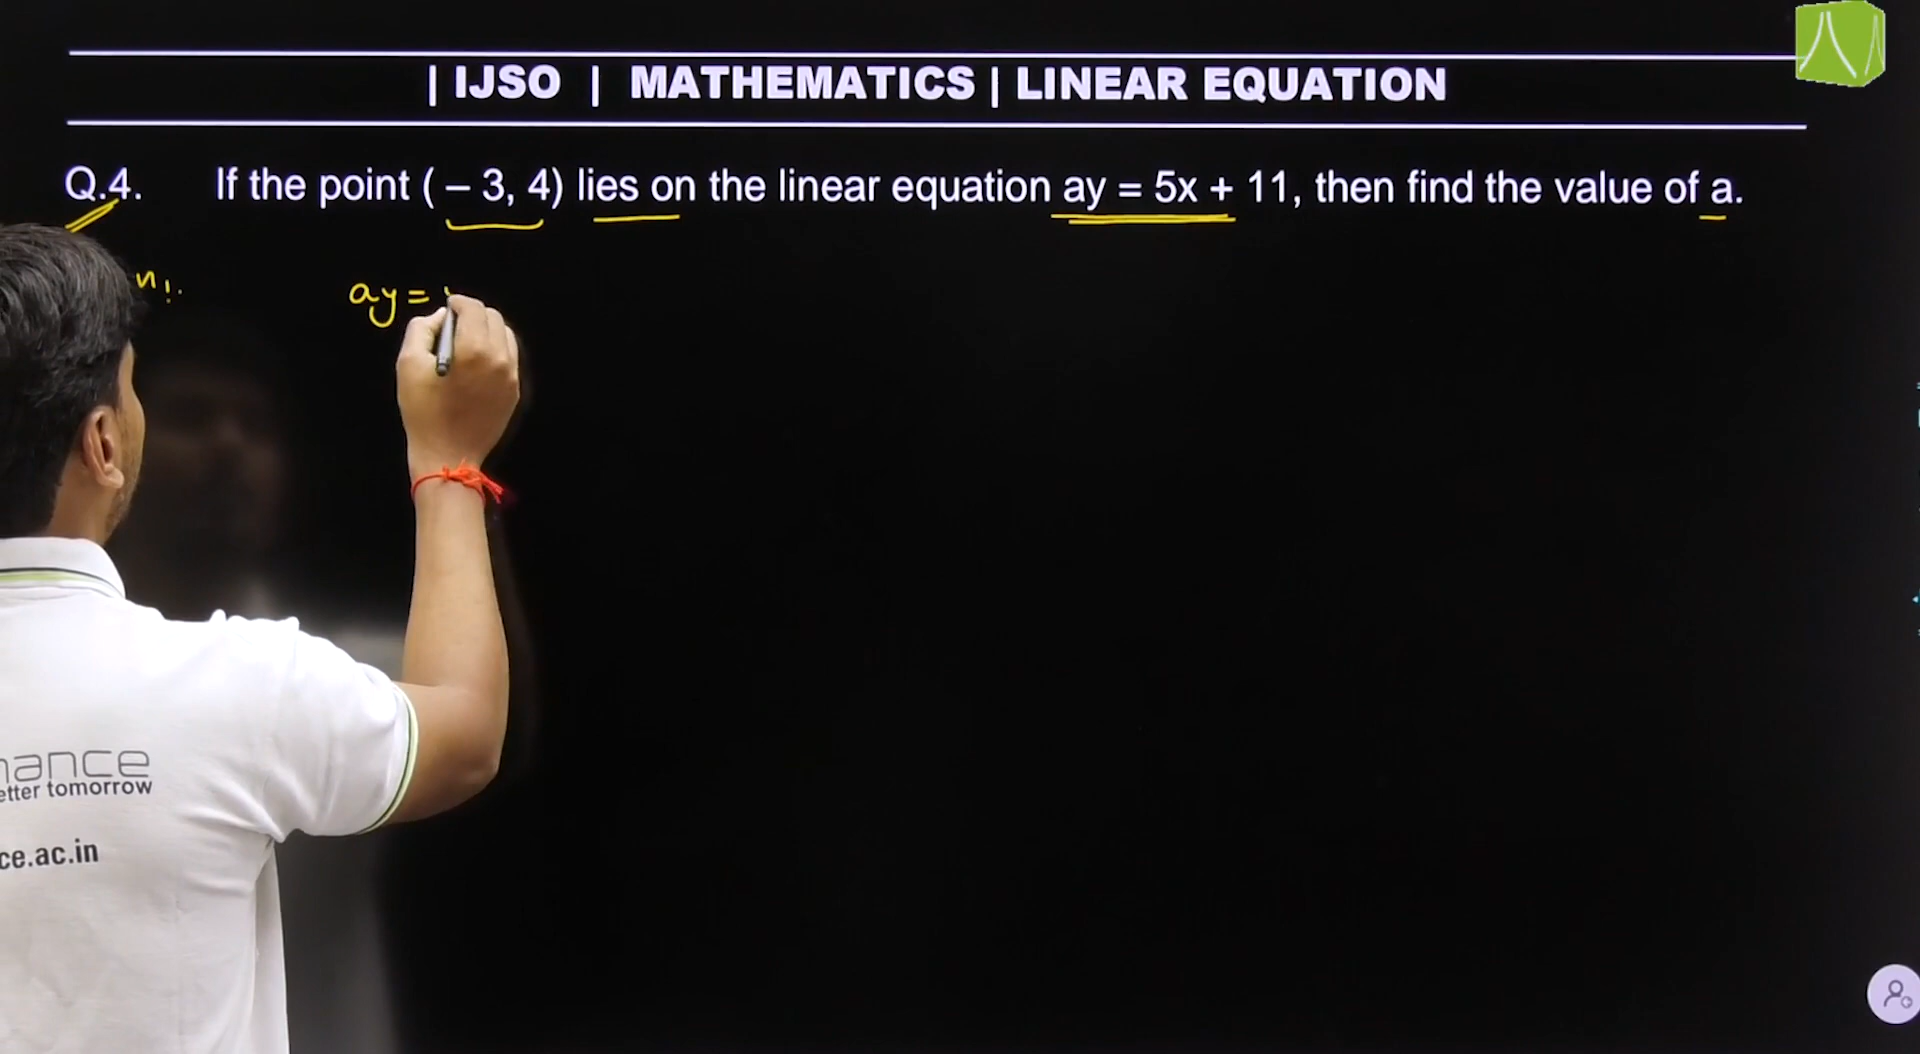 | IJSO | MATHEMATICS | LINEAR EQUATION
Q.4. If the point ( – 3, 4) lies on the linear equation ay = 5x + 11, then find the value of a.
ay =
etter tomorrow
ce.ac.in